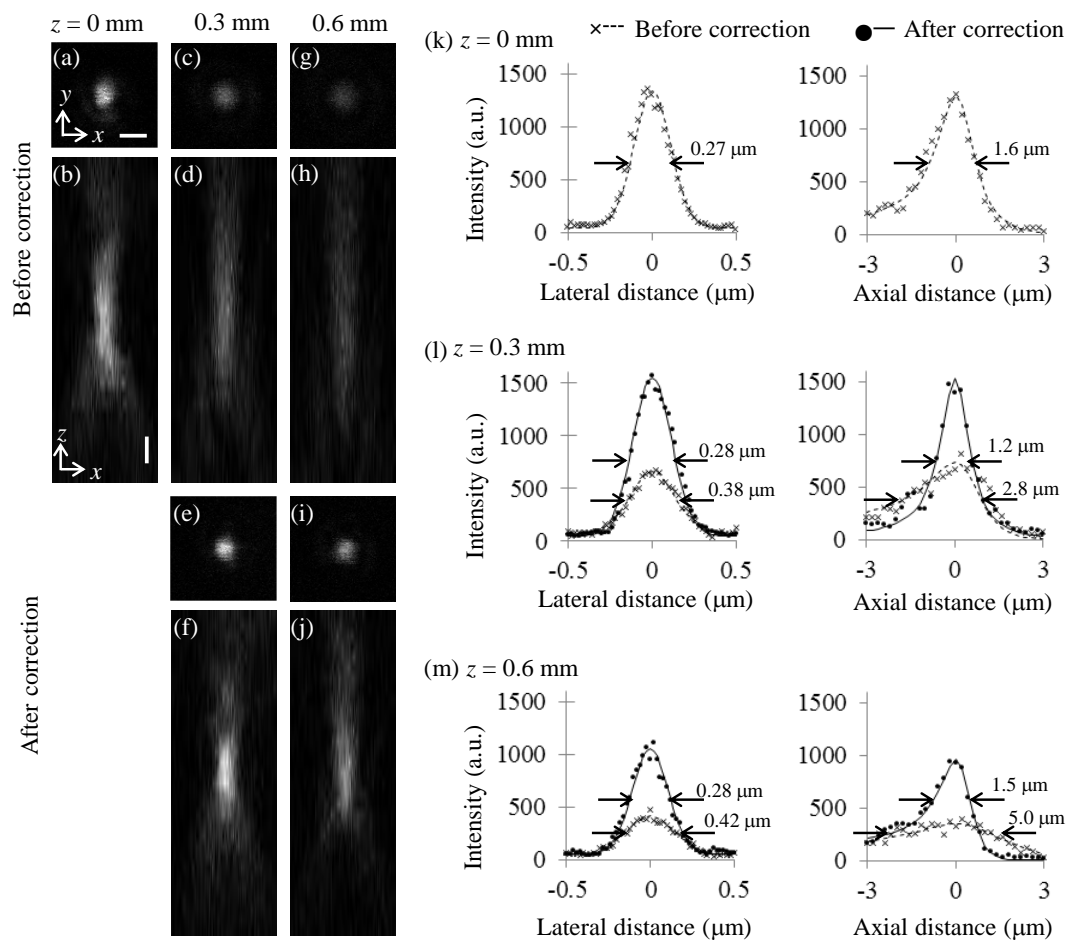 z = 0 mm 0.3 mm 0.6 mm
(a) (c) (g)
y
x
(b) (d) (h)
z
x
Before correction
(e) (i)
(f) (j)
After correction
(k) z = 0 mm
× Before correction
● After correction
1500
1000
500
0
Intensity (a.u.)
0.27 μm
-0.5 0 0.5
Lateral distance (μm)
1500
1000
500
0
1.6 μm
-3 0 3
Axial distance (μm)
(l) z = 0.3 mm
1500
1000
500
0
Intensity (a.u.)
0.28 μm
0.38 μm
-0.5 0 0.5
Lateral distance (μm)
1500
1000
500
0
1.2 μm
2.8 μm
-3 0 3
Axial distance (μm)
(m) z = 0.6 mm
1500
1000
500
0
Intensity (a.u.)
0.28 μm
0.42 μm
-0.5 0 0.5
Lateral distance (μm)
1500
1000
500
0
1.5 μm
5.0 μm
-3 0 3
Axial distance (μm)